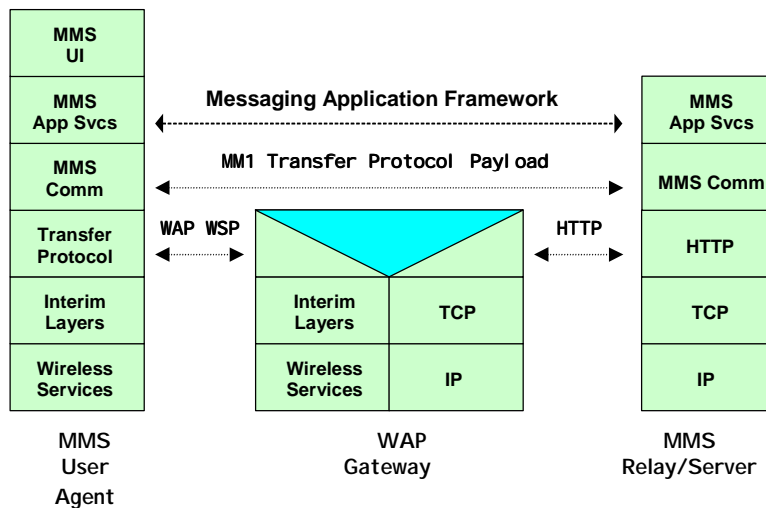 MMS
UI
MMS
App Svcs
MMS
Comm
Transfer
Protocol
Interim
Layers
Wireless
Services
MMS
User
Agent
Messaging Application Framework
MM1 Transfer Protocol Payload
WAP WSP
HTTP
Interim
Layers
TCP
Wireless
Services
IP
WAP
Gateway
MMS
App Svcs
MMS Comm
HTTP
TCP
IP
MMS
Relay/Server